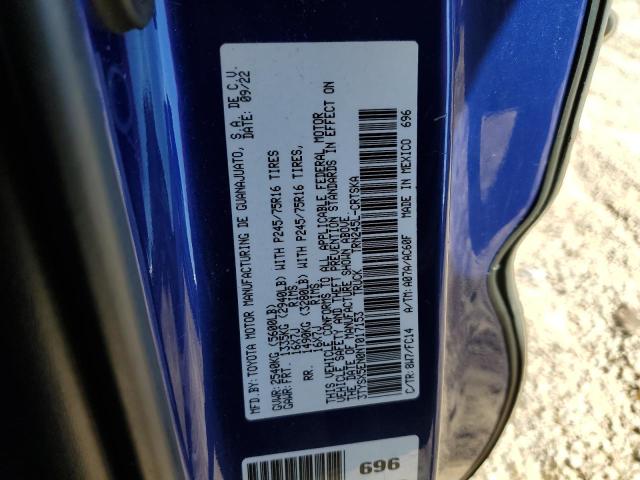 MFD.BY: TOYOTA MOTOR MANUFACTURING DE GUANAJUATO, S.A. DE C.V.
DATE: 09/22
GVWR: 2540KG (5600LB)
GAWR: FRT. 1335KG (2940LB) WITH P245/75R16 TIRES
16X7J RIMS,
RR. 1490KG (3280LB) WITH P245/75R16 TIRES,
16X7J RIMS,
THIS VEHICLE CONFORMS TO ALL APPLICABLE FEDERAL MOTOR
VEHICLE SAFETY AND THEFT PREVENTION STANDARDS IN EFFECT ON
THE DATE OF MANUFACTURE SHOWN ABOVE.
3TYSX5EN0NT017153 TRUCK TRN245L-CRTSKA
C/TR: 8W7/FC14 A/TM: A07A/AC60F MADE IN MEXICO 696
696